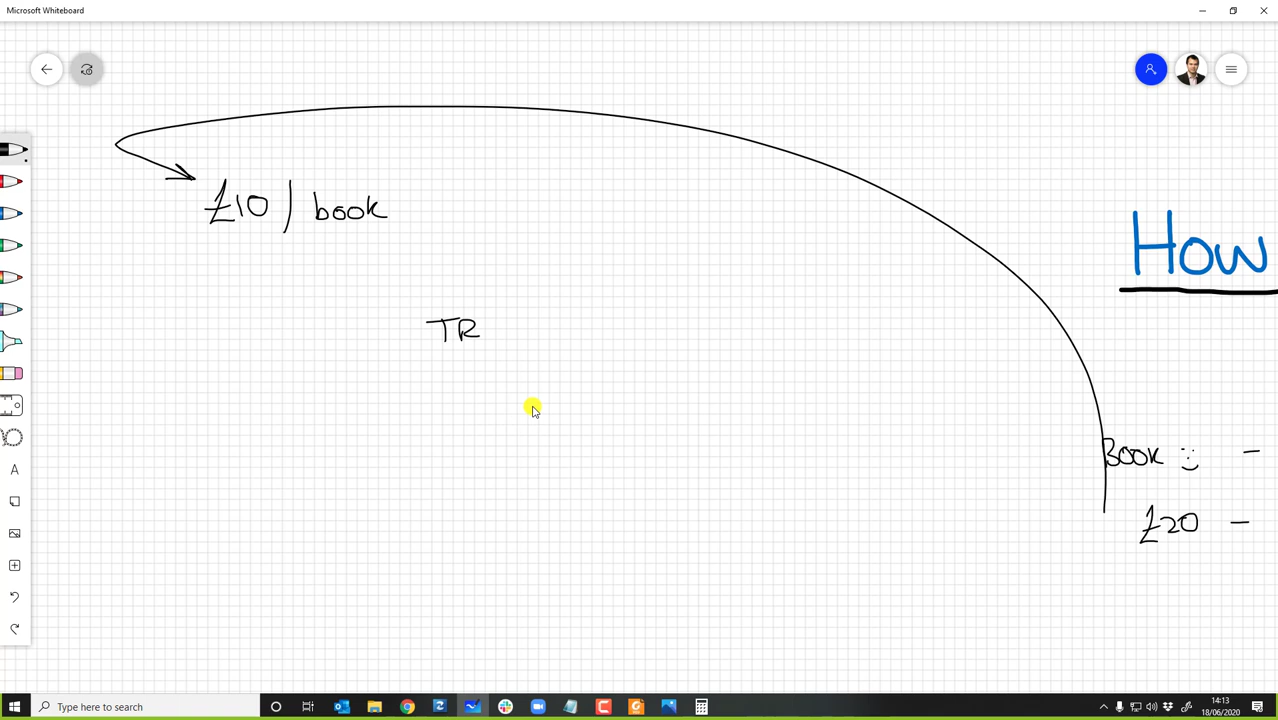 Microsoft Whiteboard
£10 / book
How
TR
Book :) -
£20 -
A
Type here to search
14:13
18/06/2020